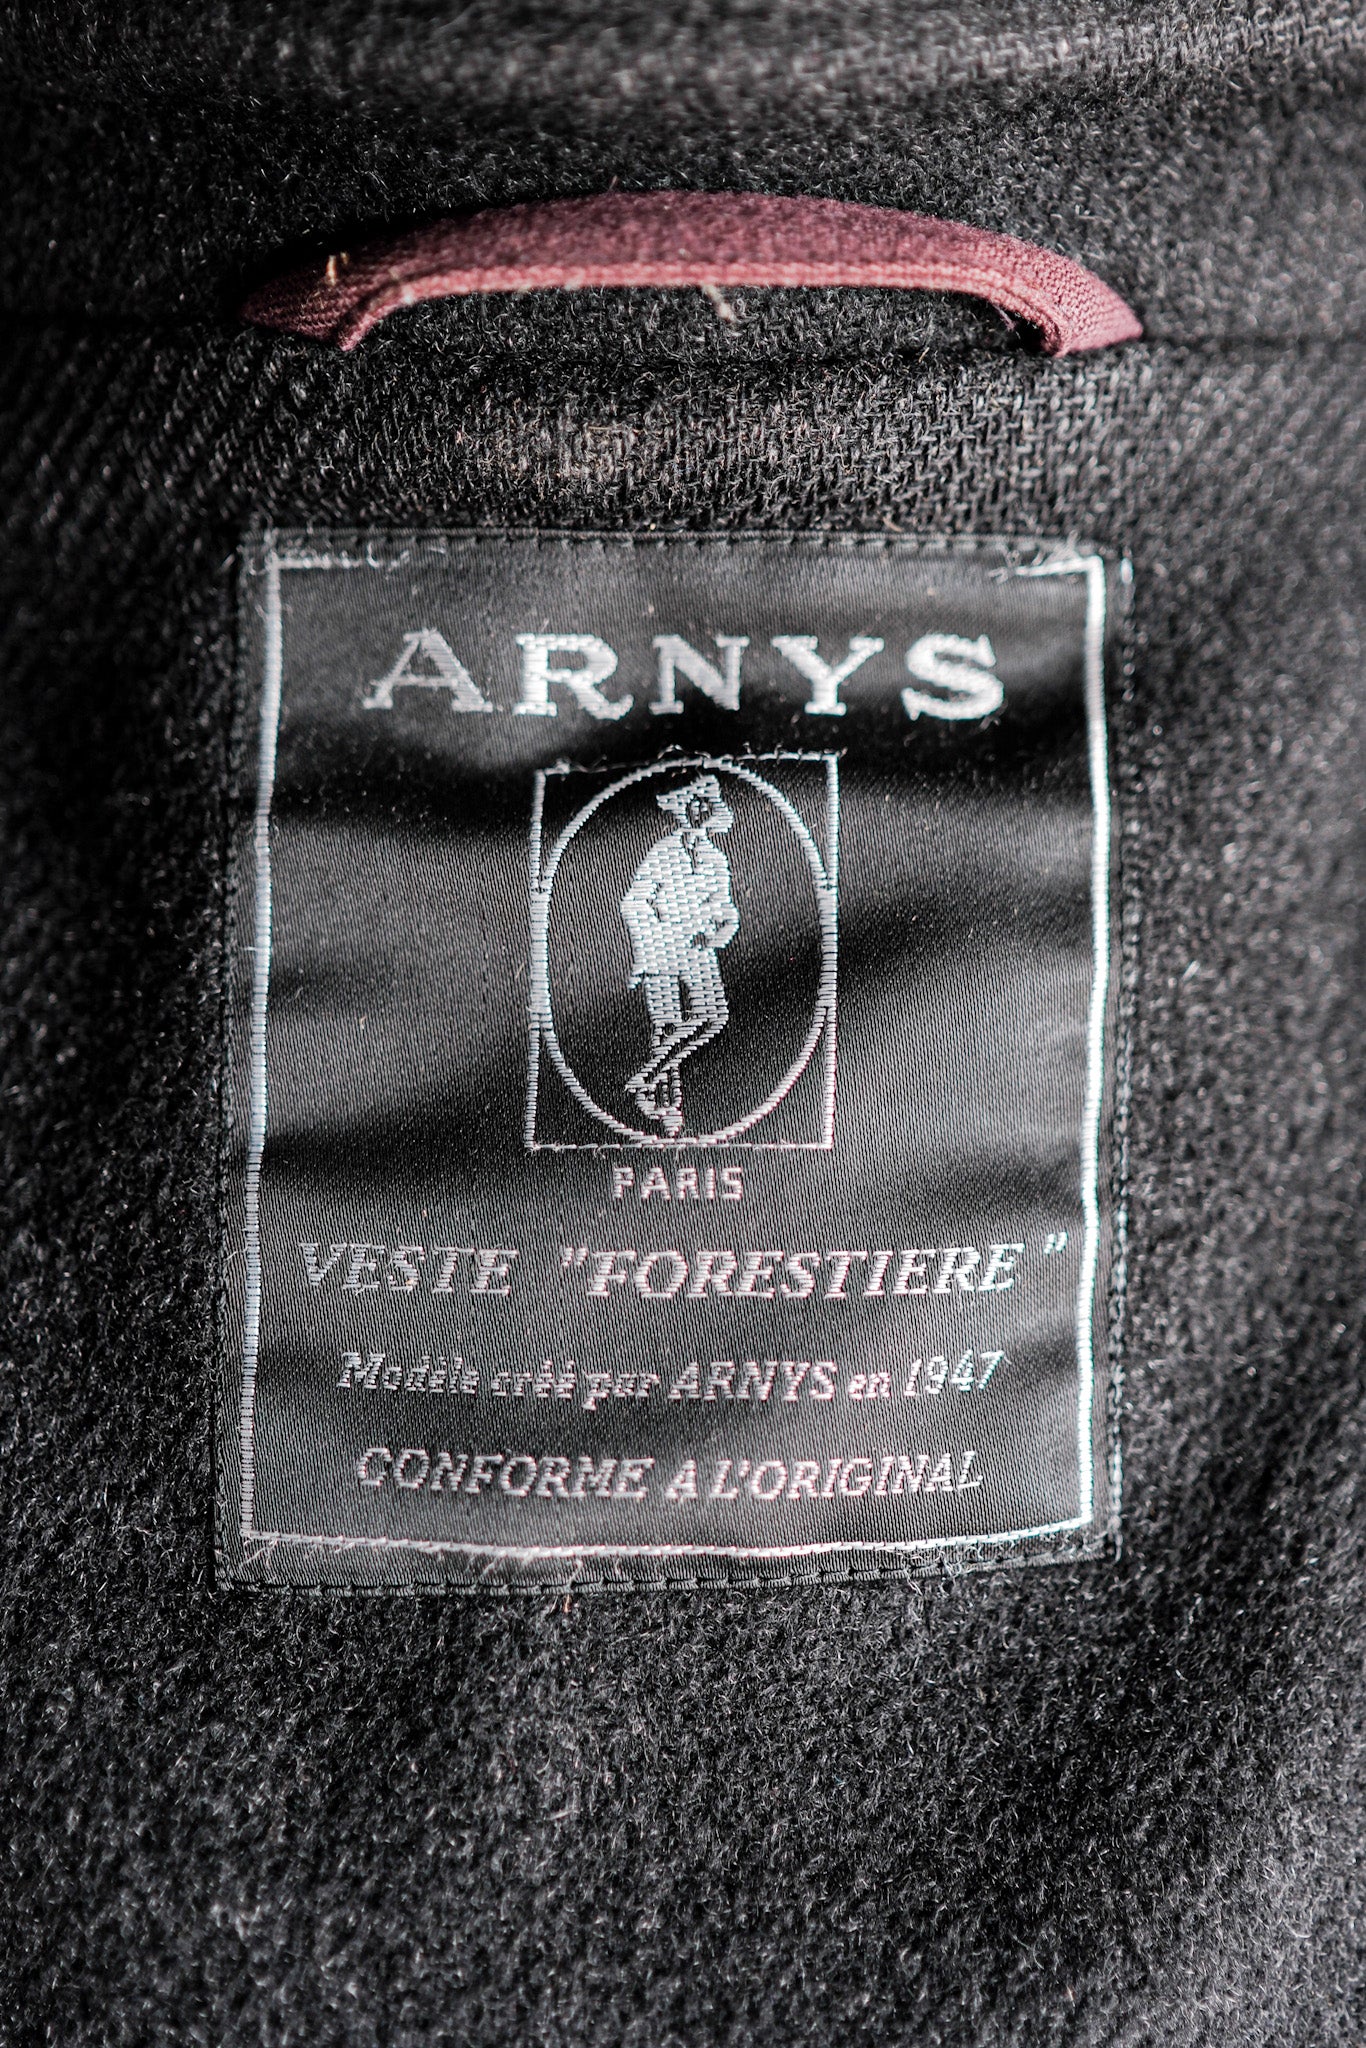 ARNYS
PARIS
VESTE "FORESTIERE"
Modèle créé par ARNYS en 1947
CONFORME A L'ORIGINAL